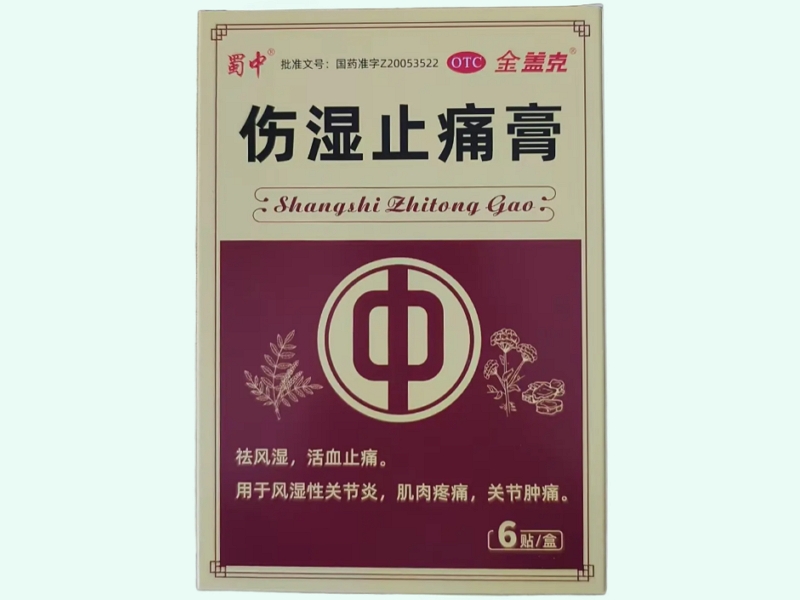 蜀中® 批准文号：国药准字Z20053522 OTC 金盖克®
伤湿止痛膏
Shangshi Zhitong Gao
中
祛风湿，活血止痛。
用于风湿性关节炎，肌肉疼痛，关节肿痛。
6贴/盒